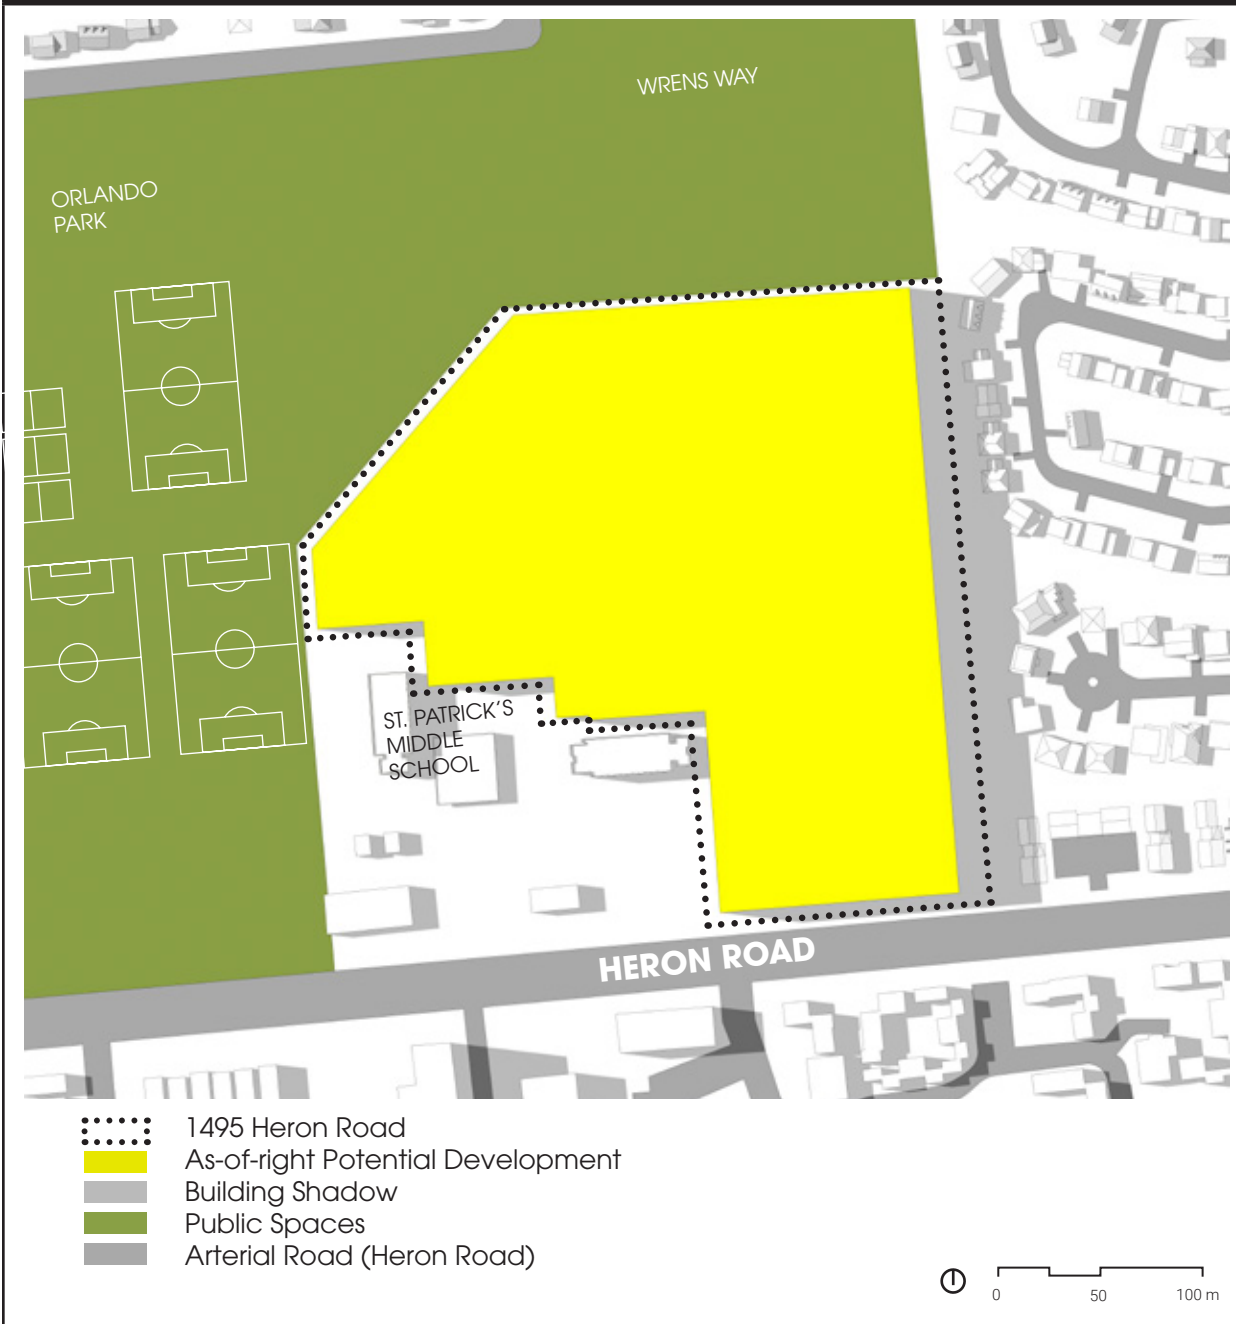 WRENS WAY
ORLANDO
PARK
ST. PATRICK'S
MIDDLE
SCHOOL
HERON ROAD
1495 Heron Road
As-of-right Potential Development
Building Shadow
Public Spaces
Arterial Road (Heron Road)
0 50 100 m